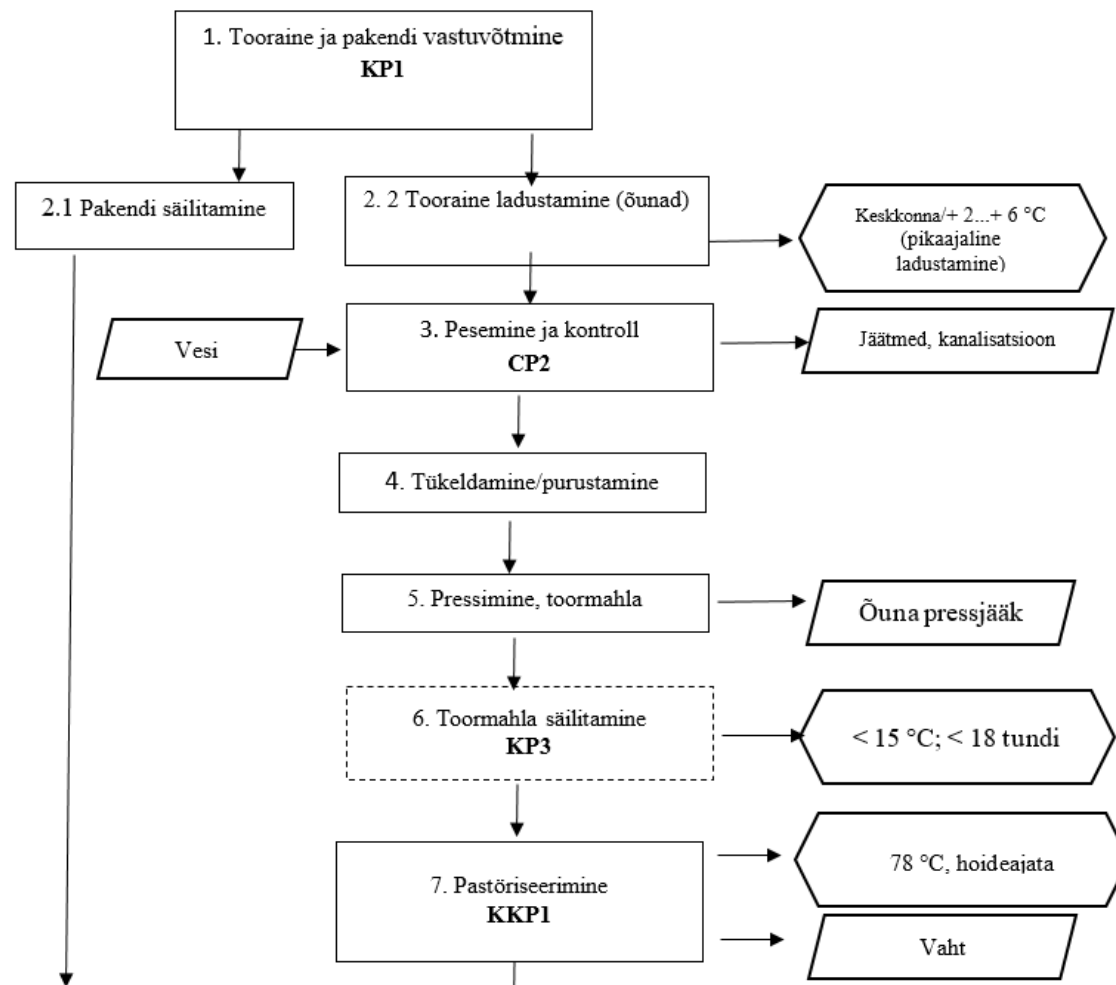 1. Tooraine ja pakendi vastuvõtmine
KP1
2.1 Pakendi säilitamine
2. 2 Tooraine ladustamine (õunad)
Keskkonna/+ 2...+ 6 °C
(pikaajaline
ladustamine)
Vesi
3. Pesemine ja kontroll
CP2
Jäätmed, kanalisatsioon
4. Tükeldamine/purustamine
5. Pressimine, toormahla
Õuna pressjääk
6. Toormahla säilitamine
KP3
< 15 °C; < 18 tundi
7. Pastöriseerimine
KKP1
78 °C, hoideajata
Vaht